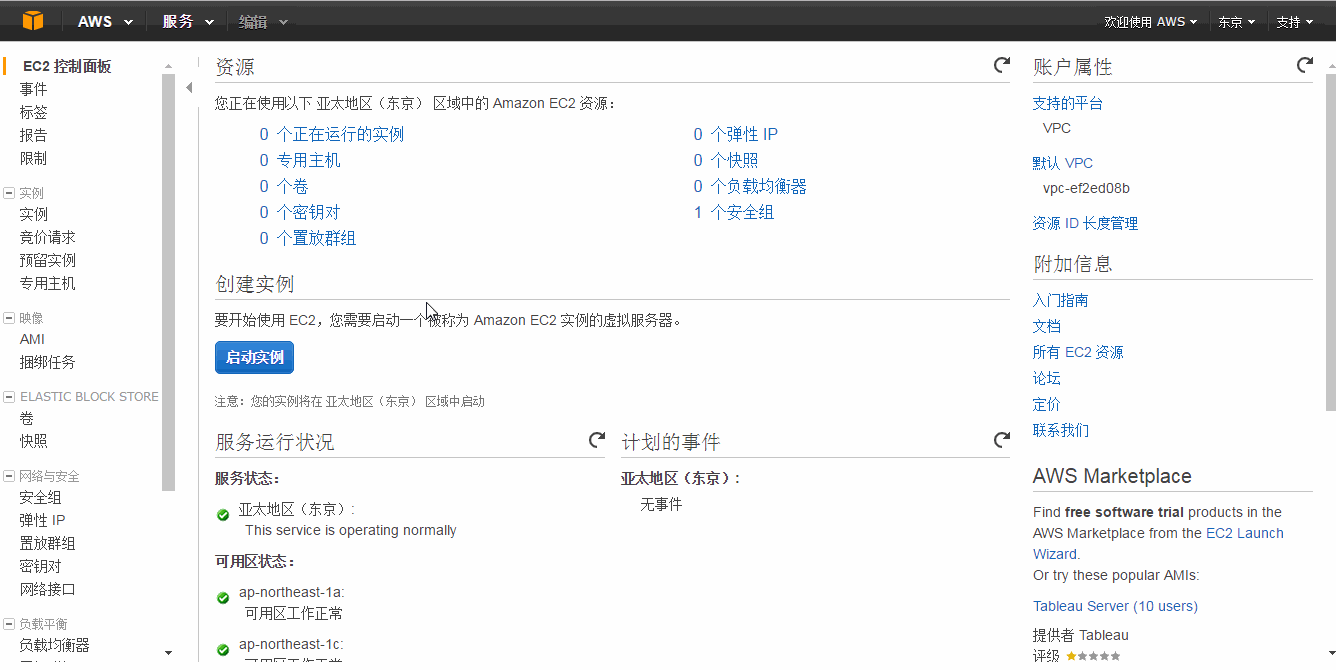 AWS 服务 编辑 欢迎使用 AWS 东京 支持
EC2 控制面板
事件
标签
报告
限制
实例
实例
竞价请求
预留实例
专用主机
映像
AMI
捆绑任务
ELASTIC BLOCK STORE
卷
快照
网络与安全
安全组
弹性 IP
置放群组
密钥对
网络接口
负载平衡
负载均衡器
资源
您正在使用以下 亚太地区（东京） 区域中的 Amazon EC2 资源：
0 个正在运行的实例
0 专用主机
0 个卷
0 个密钥对
0 个置放群组
0 个弹性 IP
0 个快照
0 个负载均衡器
1 个安全组
创建实例
要开始使用 EC2，您需要启动一个被称为 Amazon EC2 实例的虚拟服务器。
启动实例
注意：您的实例将在 亚太地区（东京） 区域中启动
服务运行状况
服务状态：
亚太地区（东京）:
This service is operating normally
可用区状态：
ap-northeast-1a:
可用区工作正常
ap-northeast-1c:
可用区工作正常
计划的事件
亚太地区（东京）:
无事件
账户属性
支持的平台
VPC
默认 VPC
vpc-ef2ed08b
资源 ID 长度管理
附加信息
入门指南
文档
所有 EC2 资源
论坛
定价
联系我们
AWS Marketplace
Find free software trial products in the
AWS Marketplace from the EC2 Launch
Wizard.
Or try these popular AMIs:
Tableau Server (10 users)
提供者 Tableau
评级